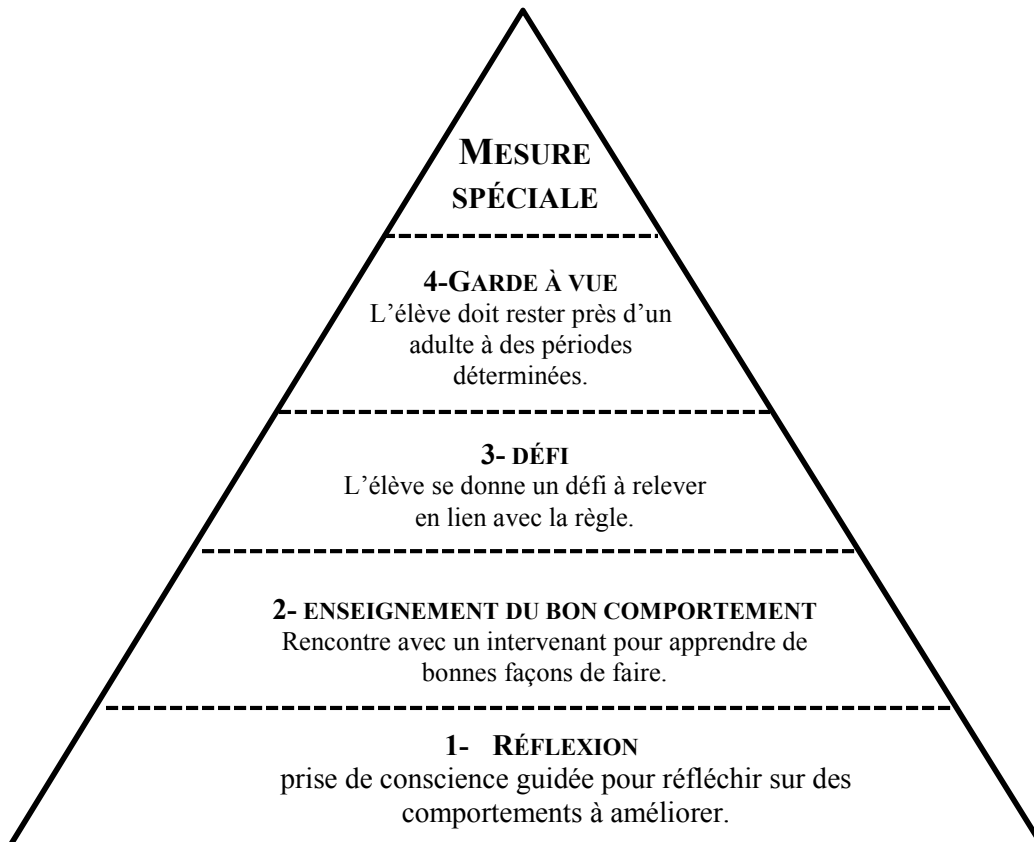 MESURE
SPÉCIALE
4-GARDE À VUE
L'élève doit rester près d'un
adulte à des périodes
déterminées.
3- DÉFI
L'élève se donne un défi à relever
en lien avec la règle.
2- ENSEIGNEMENT DU BON COMPORTEMENT
Rencontre avec un intervenant pour apprendre de
bonnes façons de faire.
1- RÉFLEXION
prise de conscience guidée pour réfléchir sur des
comportements à améliorer.